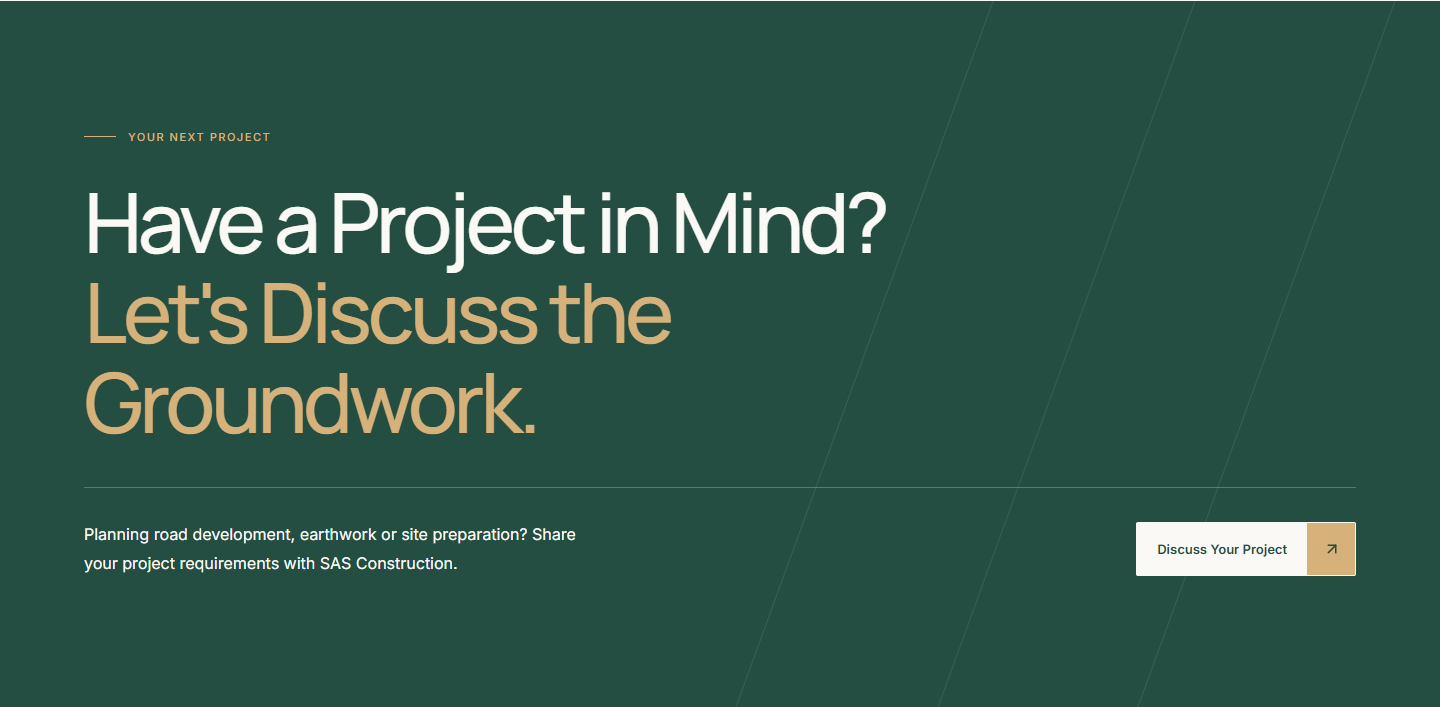 YOUR NEXT PROJECT
Have a Project in Mind?
Let's Discuss the
Groundwork.
Planning road development, earthwork or site preparation? Share
your project requirements with SAS Construction.
Discuss Your Project